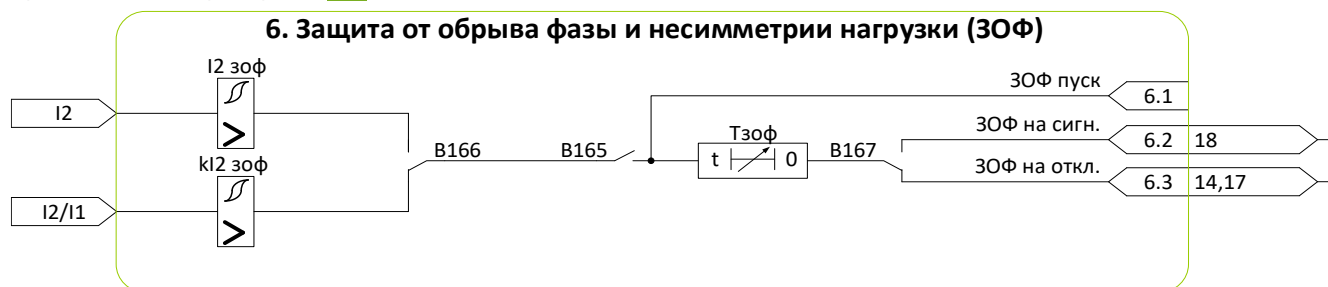 6. Защита от обрыва фазы и несимметрии нагрузки (ЗОФ)
I2 зоф
ЗОФ пуск
6.1
I2
>
Tзоф
ЗОФ на сигн.
6.2 18
kI2 зоф
B166
B165
t 0
B167
ЗОФ на откл.
6.3 14,17
I2/I1
>